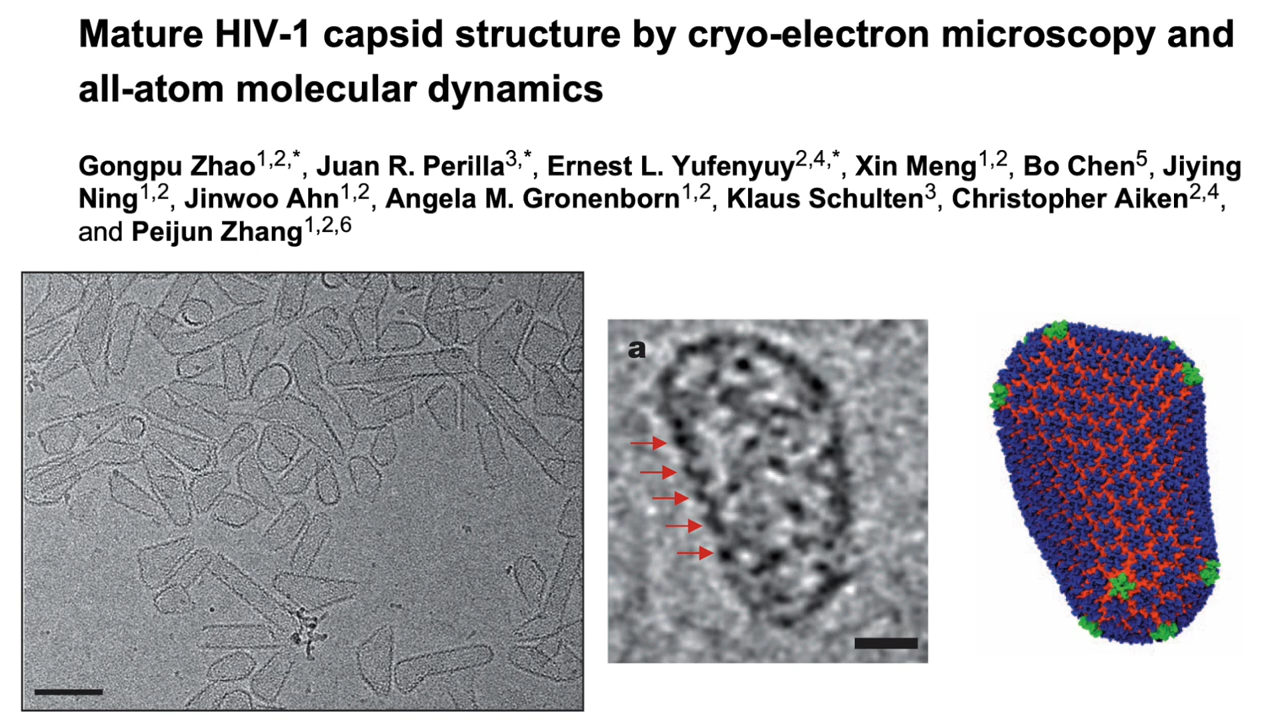 Mature HIV-1 capsid structure by cryo-electron microscopy and
all-atom molecular dynamics
Gongpu Zhao1,2,*, Juan R. Perilla3,*, Ernest L. Yufenyuy2,4,*, Xin Meng1,2, Bo Chen5, Jiying
Ning1,2, Jinwoo Ahn1,2, Angela M. Gronenborn1,2, Klaus Schulten3, Christopher Aiken2,4,
and Peijun Zhang1,2,6
a